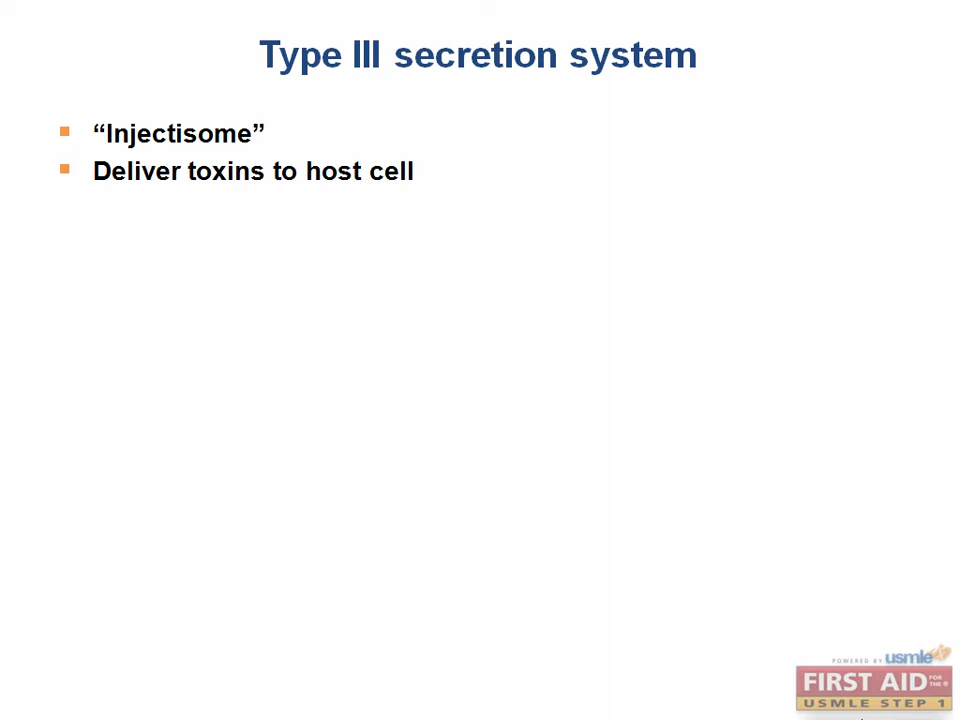 Type III secretion system
“Injectisome”
Deliver toxins to host cell
POWERED BY usmle
FIRST AID FOR THE ®
USMLE STEP 1